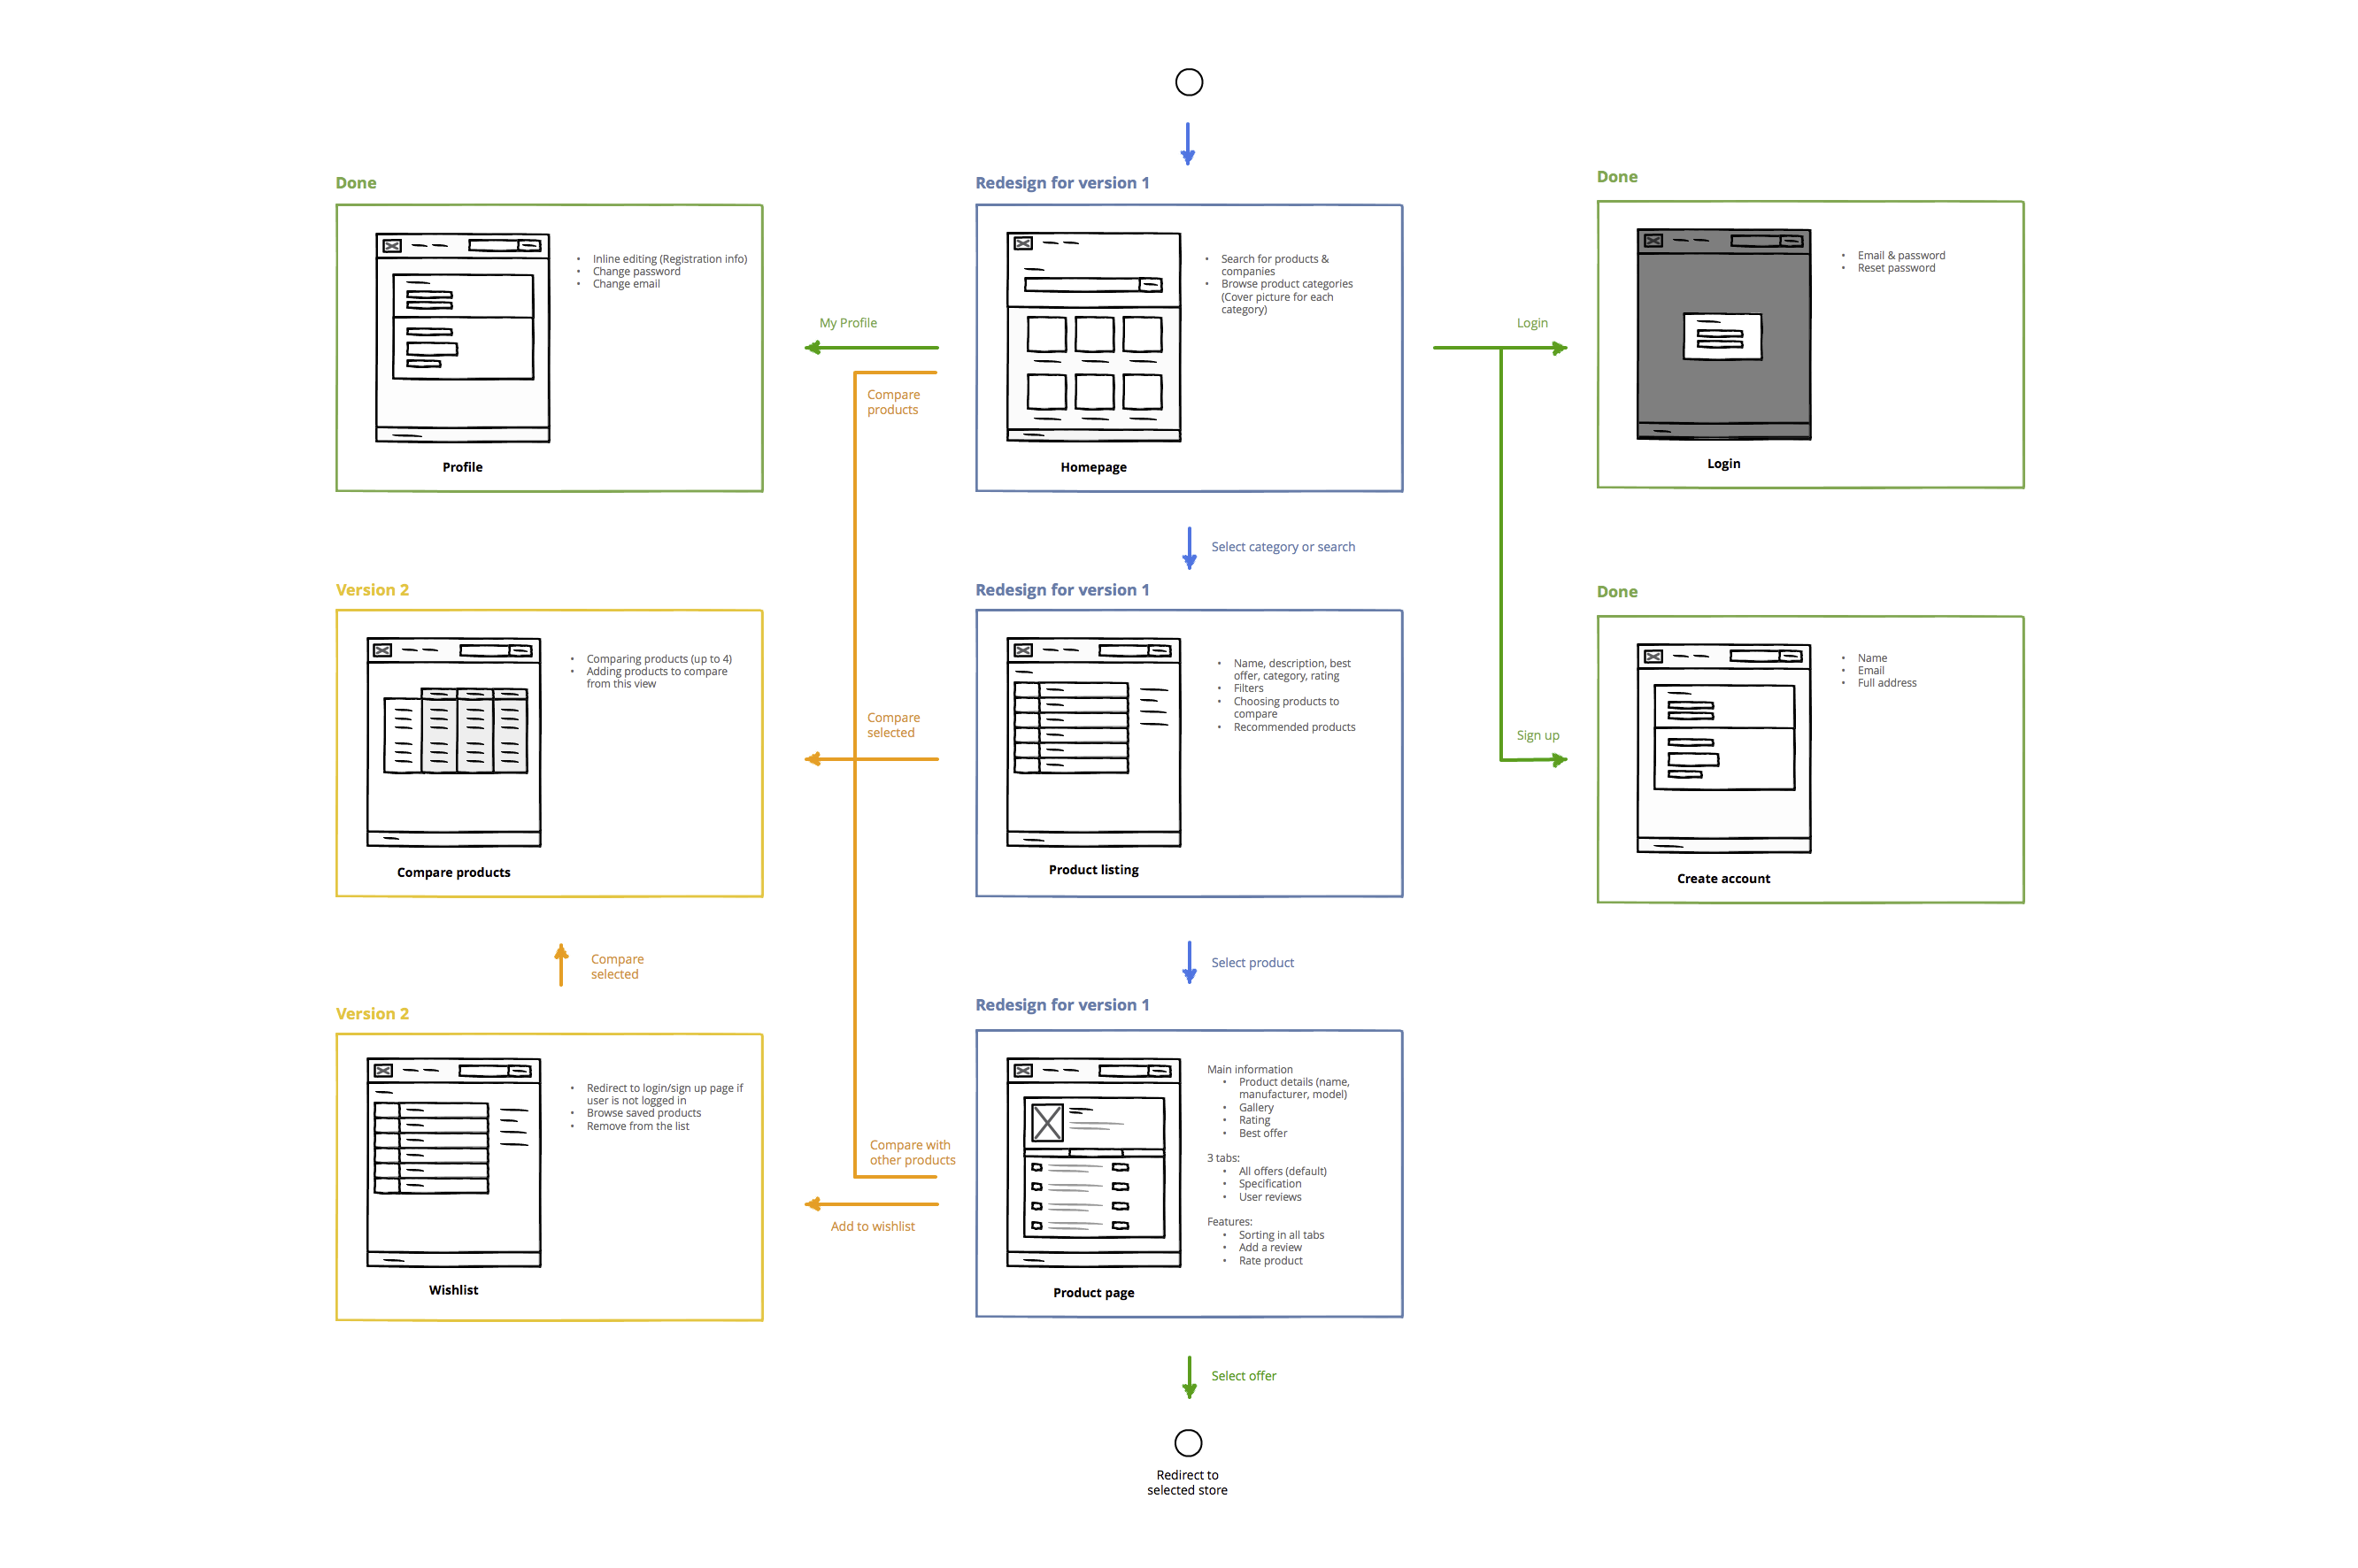 Done
• Inline editing (Registration info)
• Change password
• Change email
Profile
My Profile
Compare
products
Redesign for version 1
• Search for products &
companies
• Browse product categories
(Cover picture for each
category)
Homepage
Login
Done
• Email & password
• Reset password
Login
Select category or search
Version 2
• Comparing products (up to 4)
• Adding products to compare
from this view
Compare products
Compare
selected
Redesign for version 1
• Name, description, best
offer, category, rating
• Filters
• Choosing products to
compare
• Recommended products
Product listing
Sign up
Done
• Name
• Email
• Full address
Create account
Compare
selected
Select product
Version 2
• Redirect to login/sign up page if
user is not logged in
• Browse saved products
• Remove from the list
Wishlist
Compare with
other products
Add to wishlist
Redesign for version 1
Main information
• Product details (name,
manufacturer, model)
• Gallery
• Rating
• Best offer
3 tabs:
• All offers (default)
• Specification
• User reviews
Features:
• Sorting in all tabs
• Add a review
• Rate product
Product page
Select offer
Redirect to
selected store